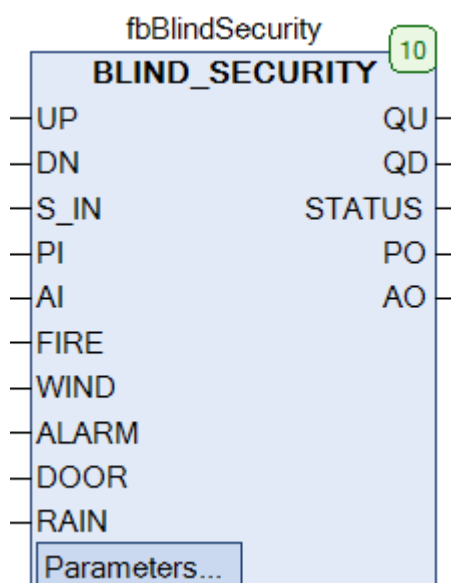 fbBlindSecurity
10
BLIND_SECURITY
UP QU
DN QD
S_IN STATUS
PI PO
AI AO
FIRE
WIND
ALARM
DOOR
RAIN
Parameters...